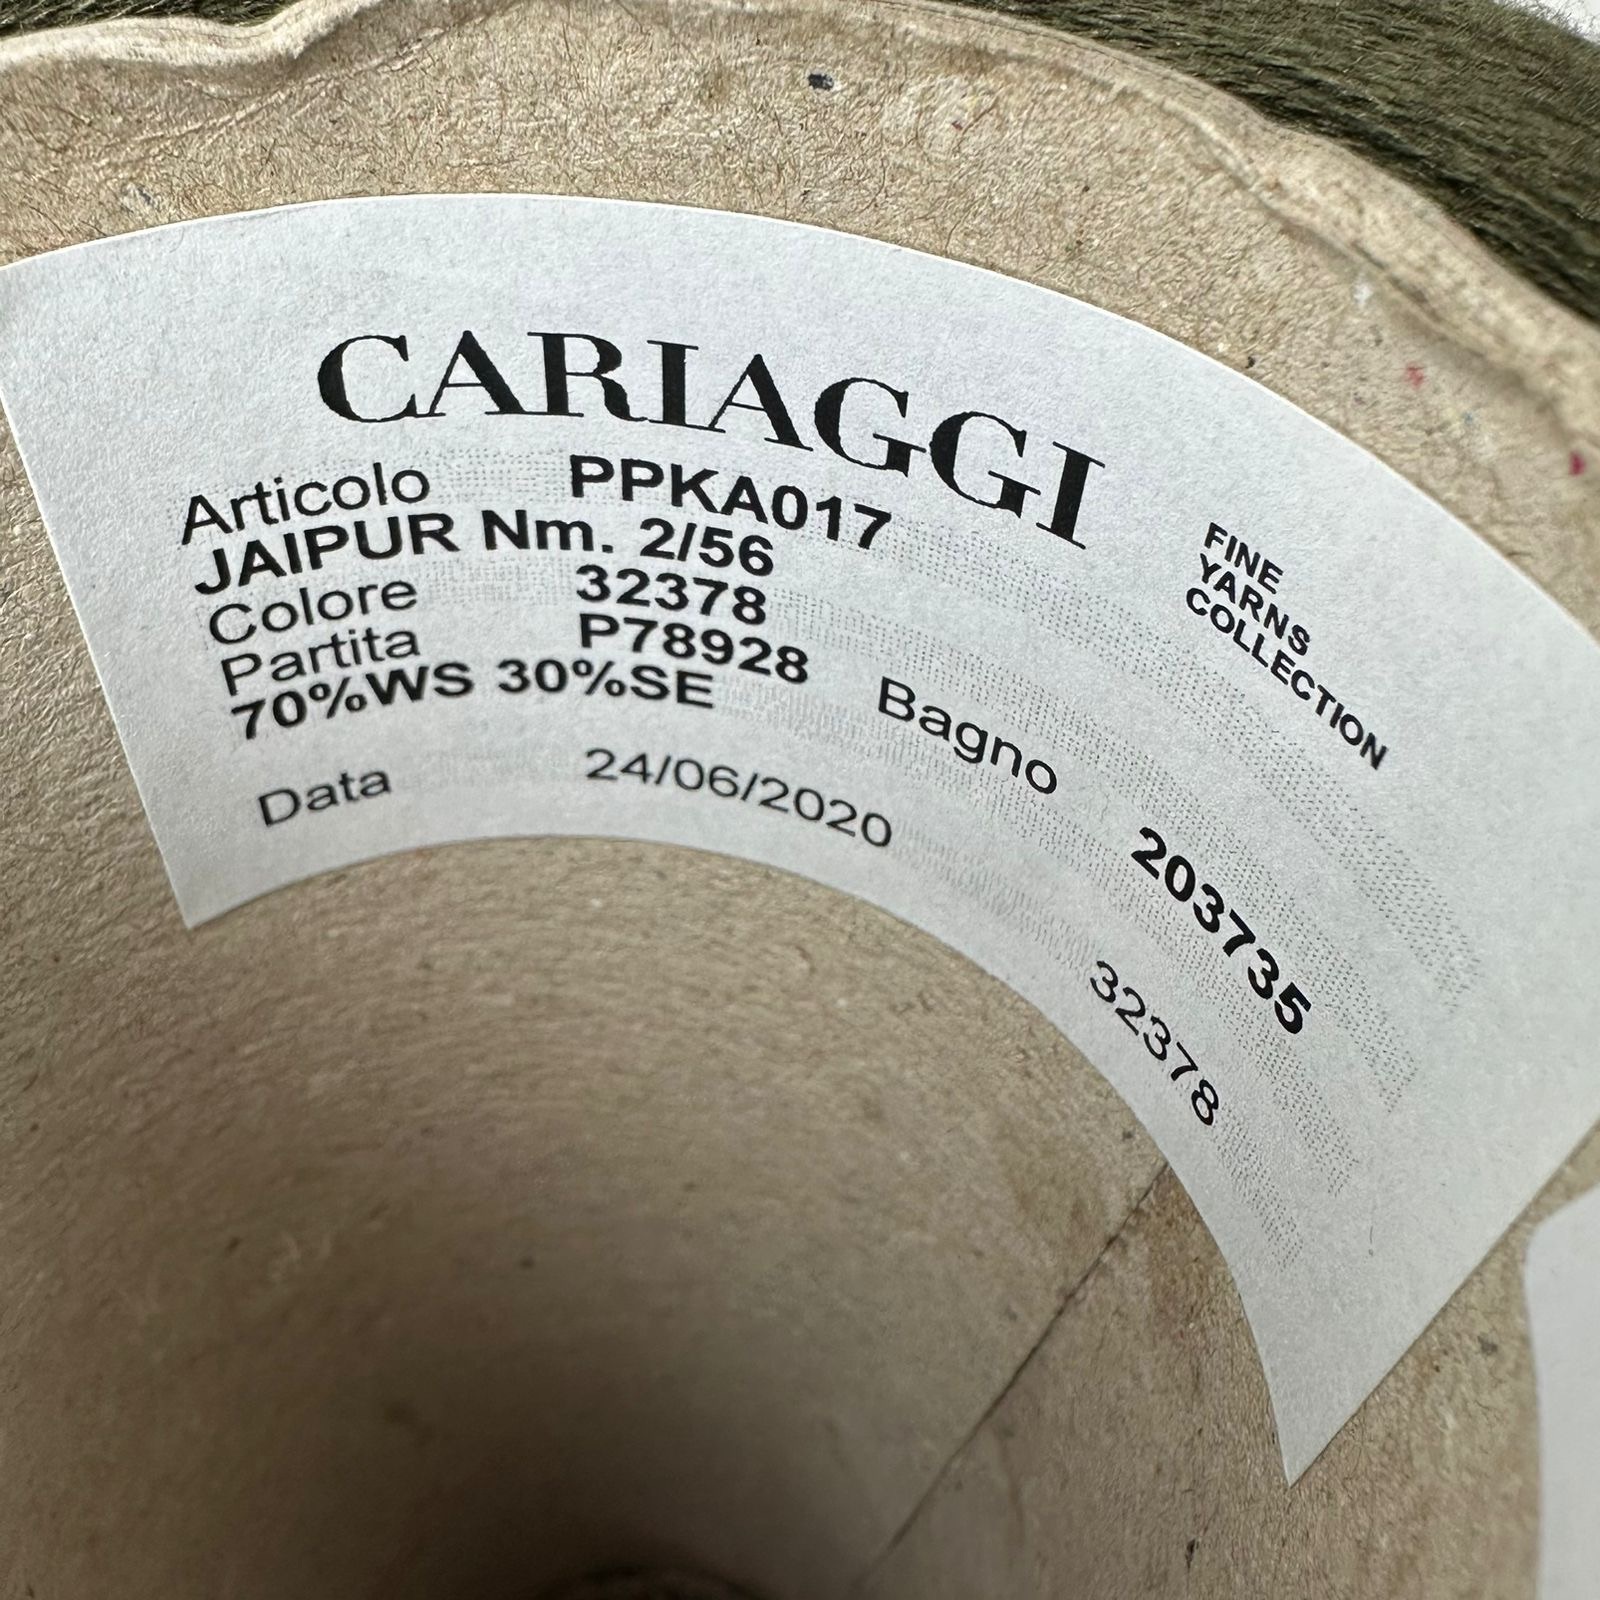 CARIAGGI
FINE
YARNS
COLLECTION
Articolo PPKA017
JAIPUR Nm. 2/56
Colore 32378
Partita P78928 Bagno 203735
70%WS 30%SE
Data 24/06/2020 32378